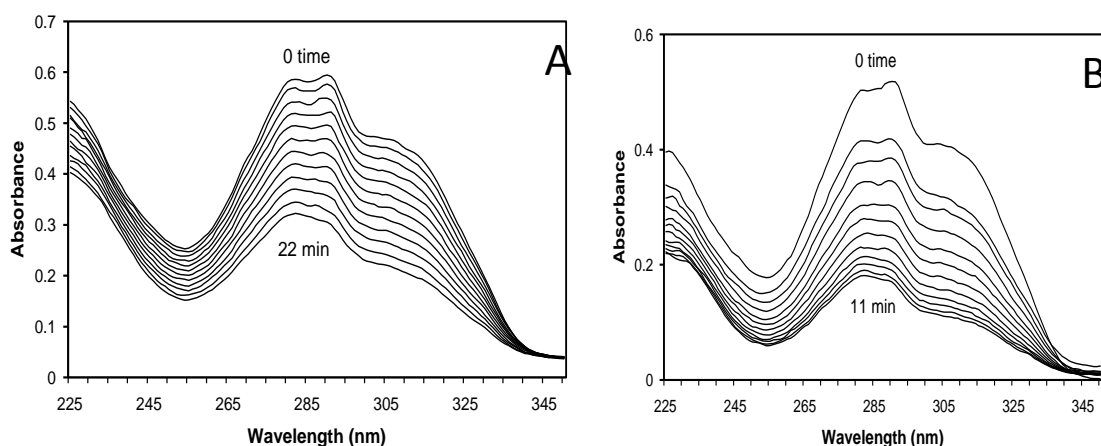 0.7
0.6
0.5
0.4
0.3
0.2
0.1
0
Absorbance
0 time
A
22 min
225 245 265 285 305 325 345
Wavelength (nm)
0.6
0.4
0.2
0
Absorbance
0 time
B
11 min
225 245 265 285 305 325 345
Wavelength (nm)